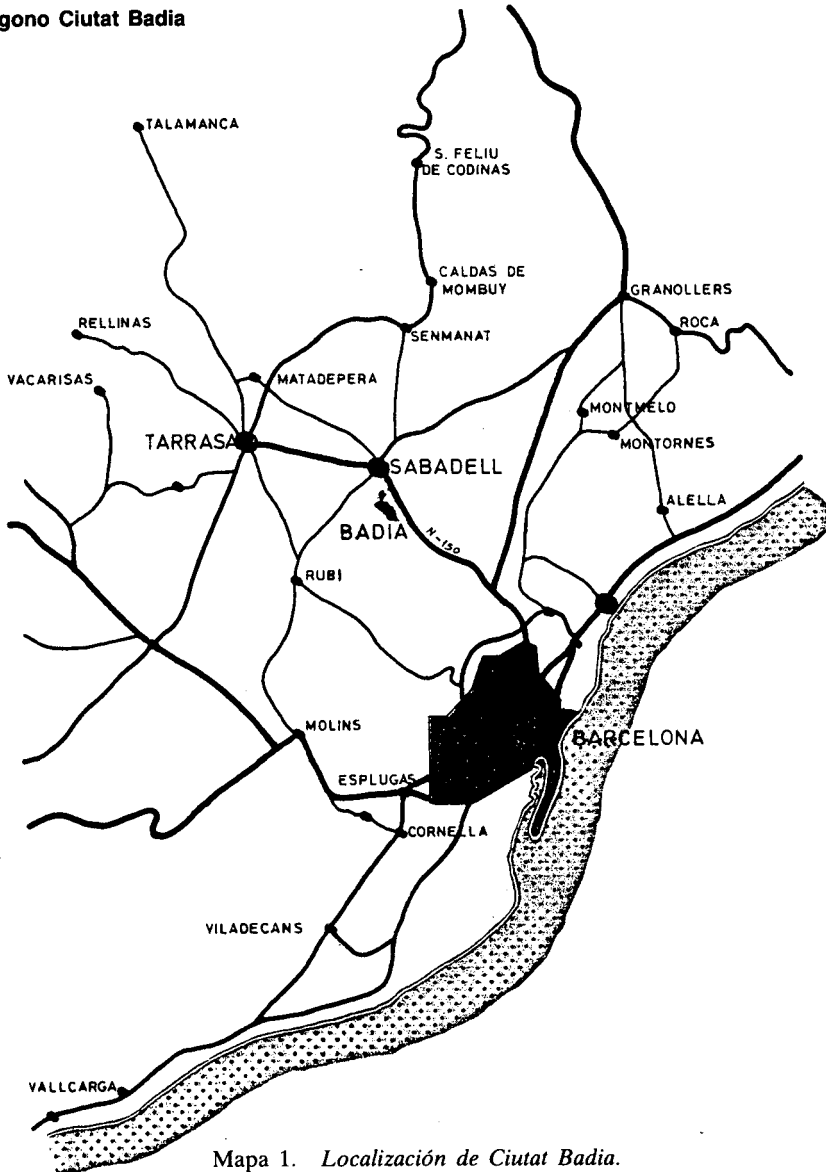 gono Ciutat Badia
TALAMANCA
S. FELIU
DE CODINAS
CALDAS DE
MOMBUY
GRANOLLERS
RELLINAS
ROCA
SENMANAT
VACARISAS
MATADEPERA
MONTMELO
TARRASA
MONTORNES
SABADELL
ALELLA
BADIA
N-150
RUBI
MOLINS
BARCELONA
ESPLUGAS
CORNELLA
VILADECANS
VALLCARGA
Mapa 1. Localización de Ciutat Badia.